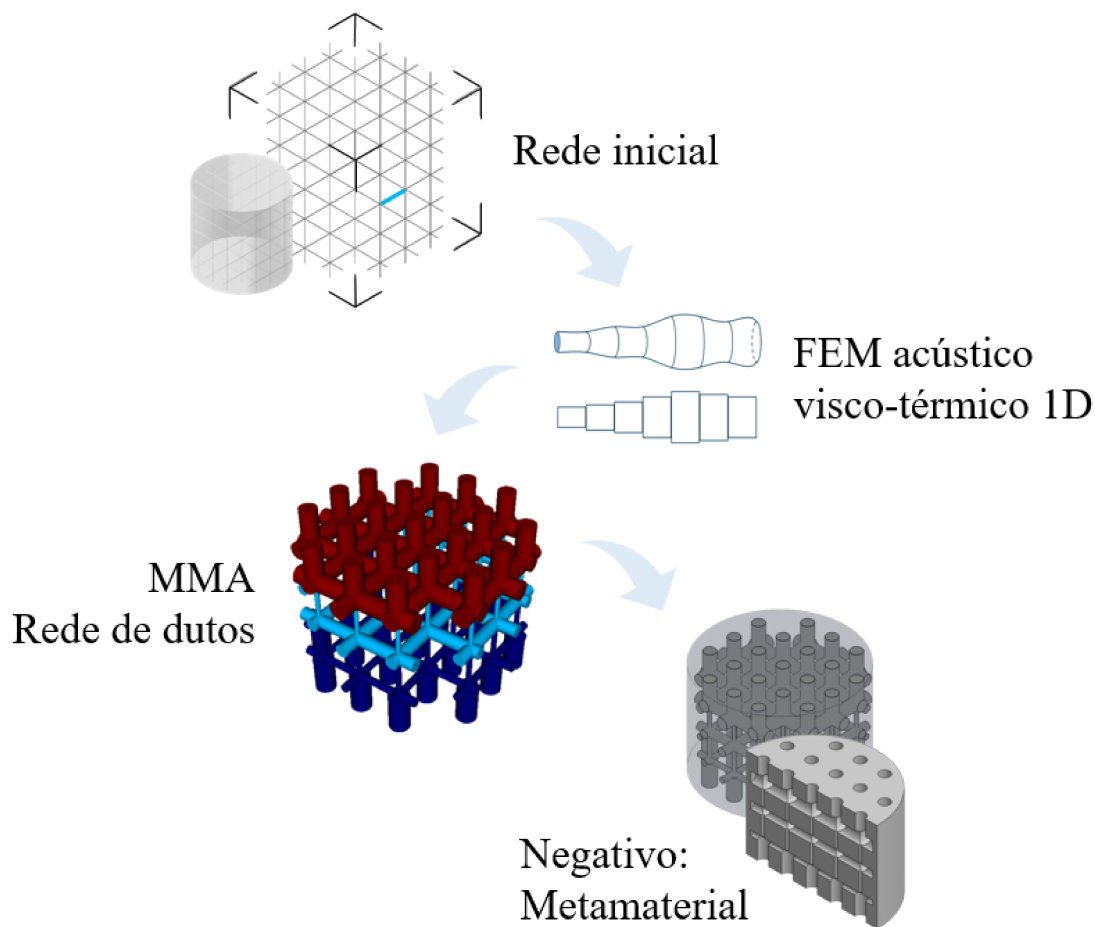 Rede inicial
FEM acústico
visco-térmico 1D
MMA
Rede de dutos
Negativo:
Metamaterial